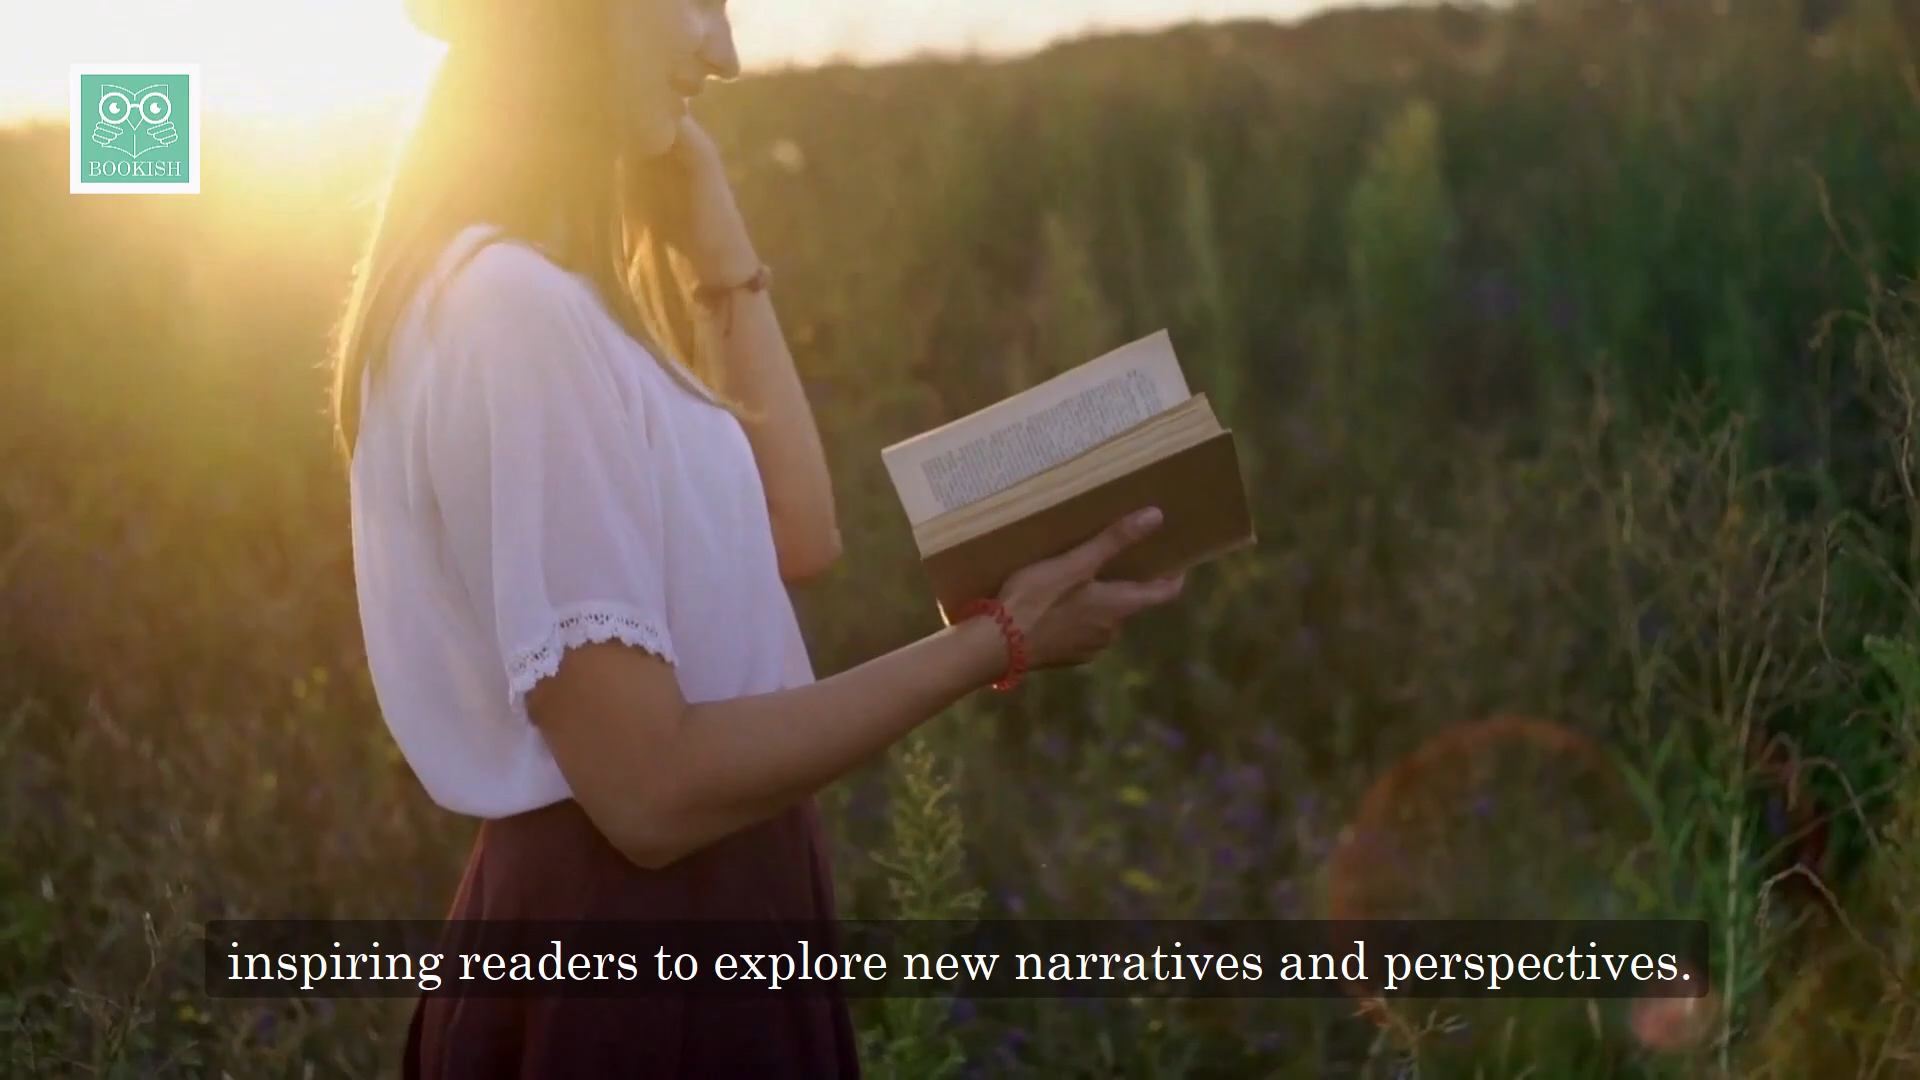 BOOKISH
inspiring readers to explore new narratives and perspectives.